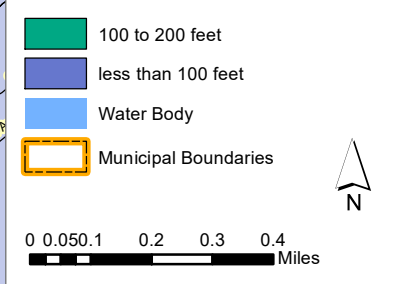 100 to 200 feet
less than 100 feet
Water Body
Municipal Boundaries
N
0 0.050.1 0.2 0.3 0.4
Miles